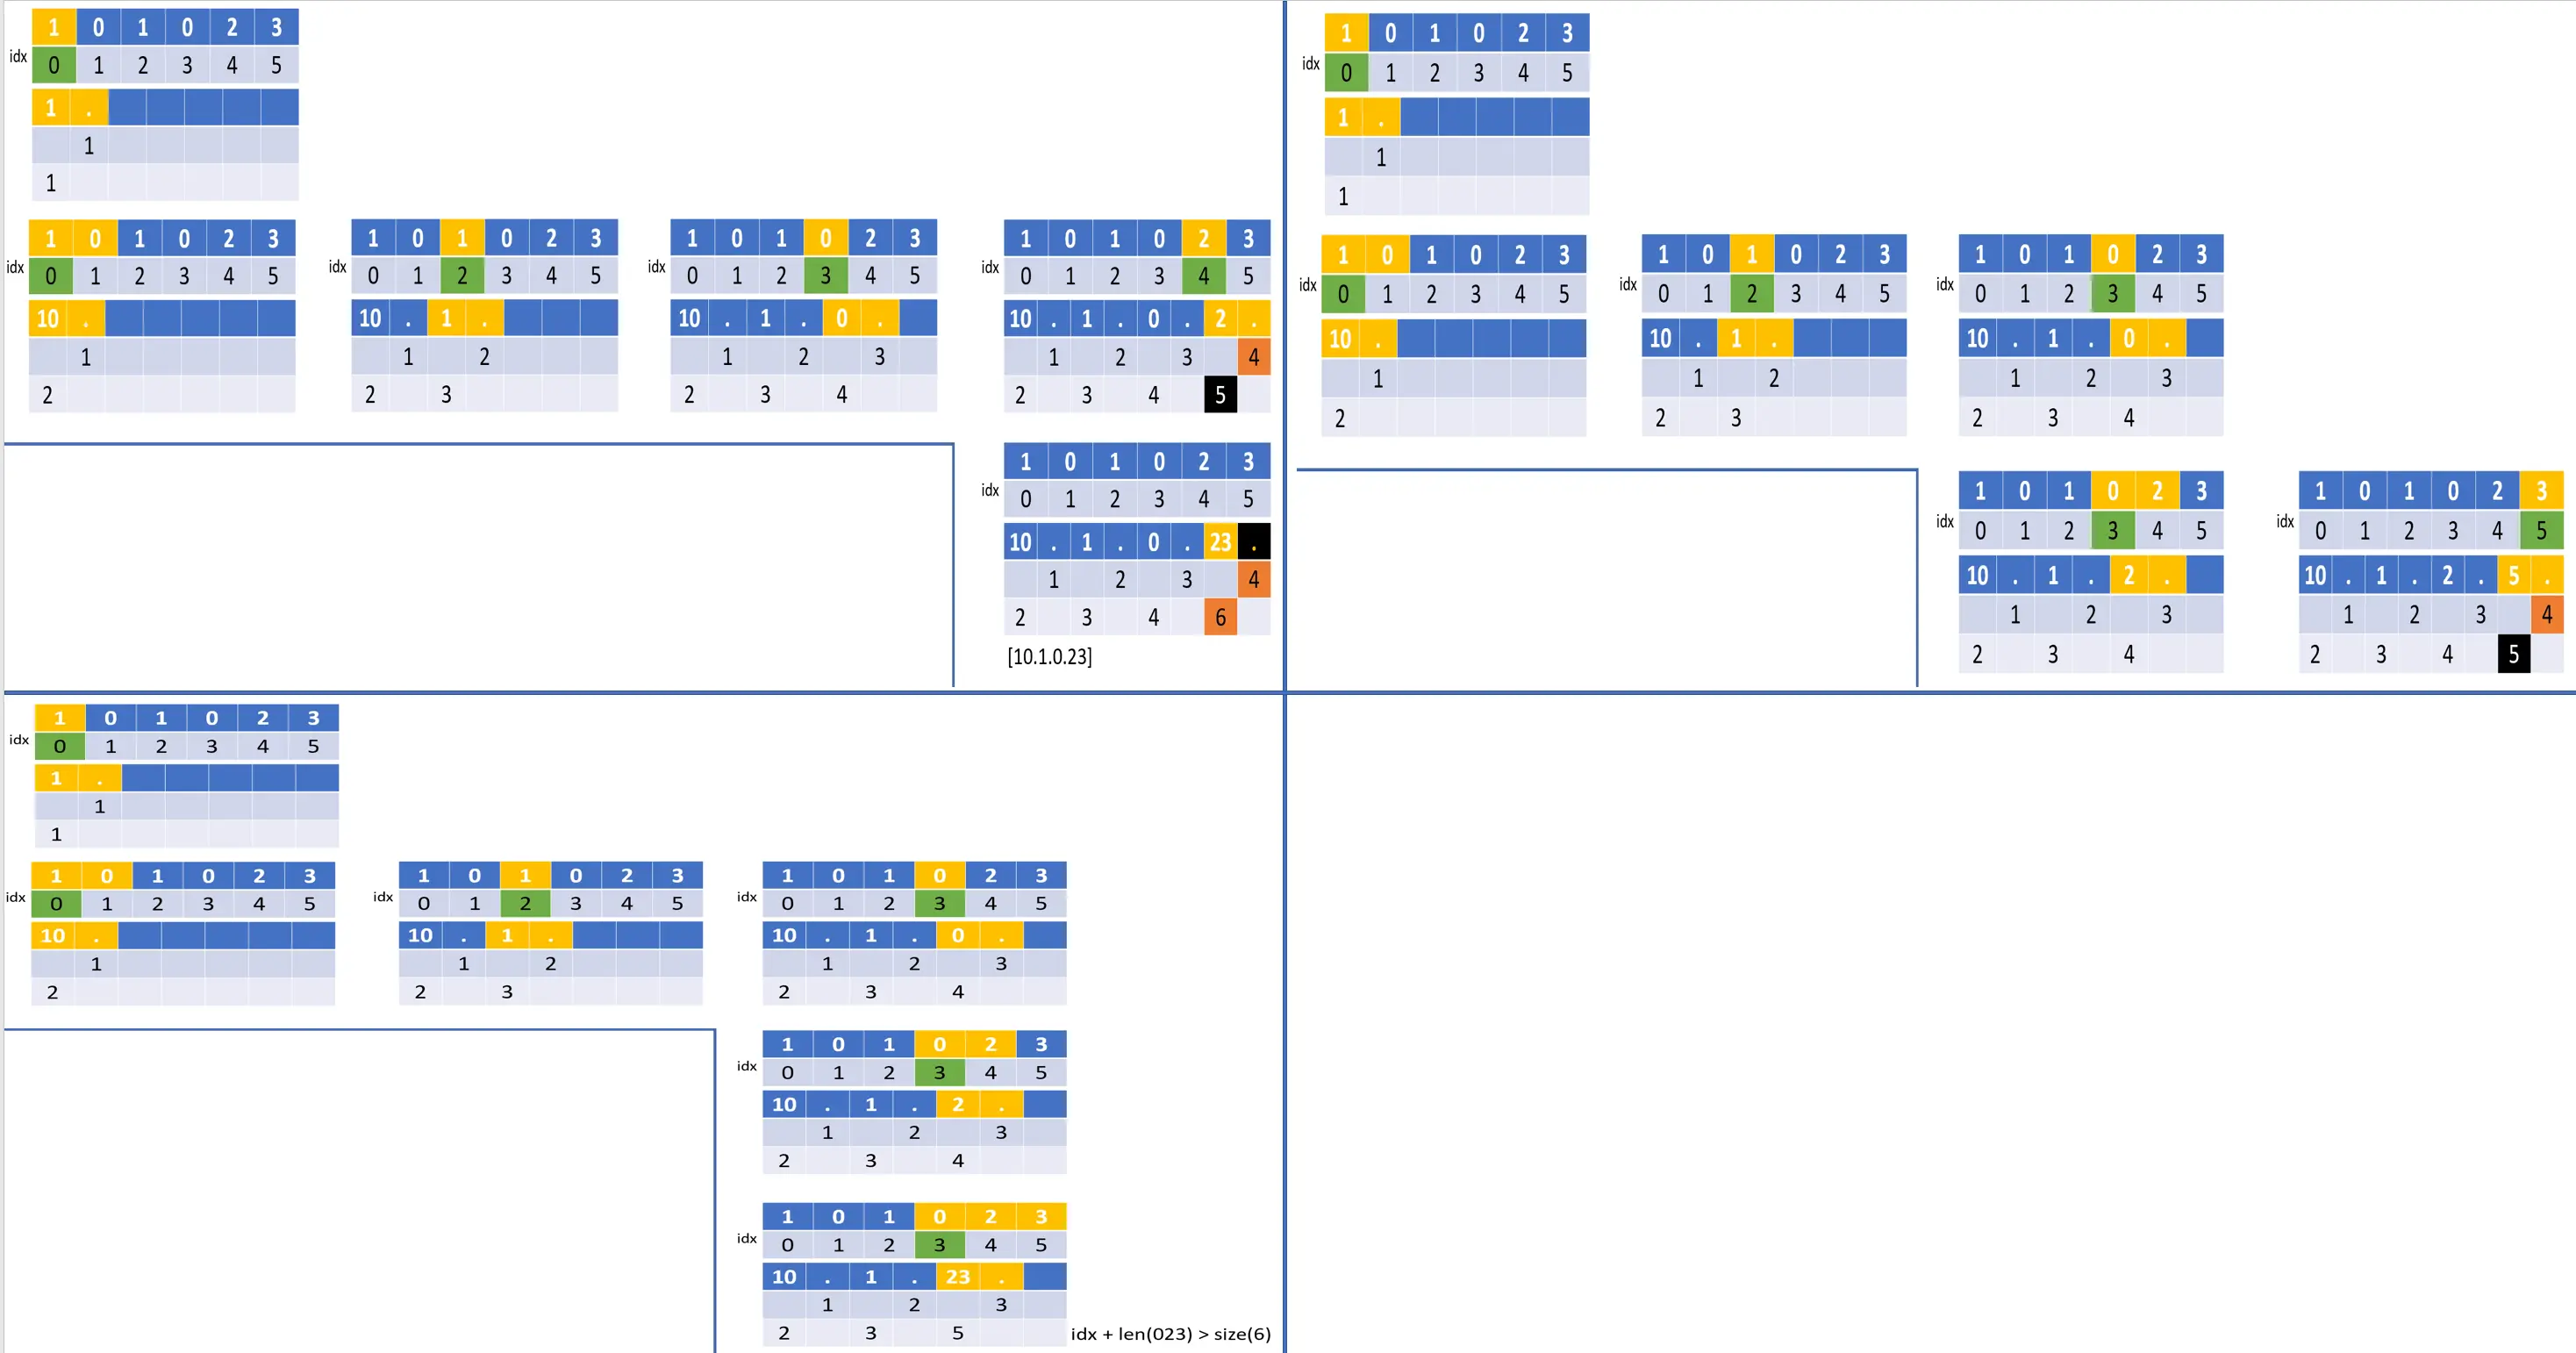 1 0 1 0 2 3
idx 0 1 2 3 4 5
1 .
1
1
1 0 1 0 2 3
idx 0 1 2 3 4 5
10 .
1
2
1 0 1 0 2 3
idx 0 1 2 3 4 5
10 . 1 .
1 2
2 3
1 0 1 0 2 3
idx 0 1 2 3 4 5
10 . 1 . 0 .
1 2 3
2 3 4
1 0 1 0 2 3
idx 0 1 2 3 4 5
10 . 1 . 0 . 2 .
1 2 3 4
2 3 4 5
1 0 1 0 2 3
idx 0 1 2 3 4 5
10 . 1 . 0 . 23 .
1 2 3 4
2 3 4 6
[10.1.0.23]
1 0 1 0 2 3
idx 0 1 2 3 4 5
1 .
1
1
1 0 1 0 2 3
idx 0 1 2 3 4 5
10 .
1
2
1 0 1 0 2 3
idx 0 1 2 3 4 5
10 . 1 .
1 2
2 3
1 0 1 0 2 3
idx 0 1 2 3 4 5
10 . 1 . 0 .
1 2 3
2 3 4
1 0 1 0 2 3
idx 0 1 2 3 4 5
10 . 1 . 2 .
1 2 3
2 3 4
1 0 1 0 2 3
idx 0 1 2 3 4 5
10 . 1 . 2 . 5 .
1 2 3 4
2 3 4 5
1 0 1 0 2 3
idx 0 1 2 3 4 5
1 .
1
1
1 0 1 0 2 3
idx 0 1 2 3 4 5
10 .
1
2
1 0 1 0 2 3
idx 0 1 2 3 4 5
10 . 1 .
1 2
2 3
1 0 1 0 2 3
idx 0 1 2 3 4 5
10 . 1 . 0 .
1 2 3
2 3 4
1 0 1 0 2 3
idx 0 1 2 3 4 5
10 . 1 . 2 .
1 2 3
2 3 4
1 0 1 0 2 3
idx 0 1 2 3 4 5
10 . 1 . 23 .
1 2 3
2 3 5 idx + len(023) > size(6)